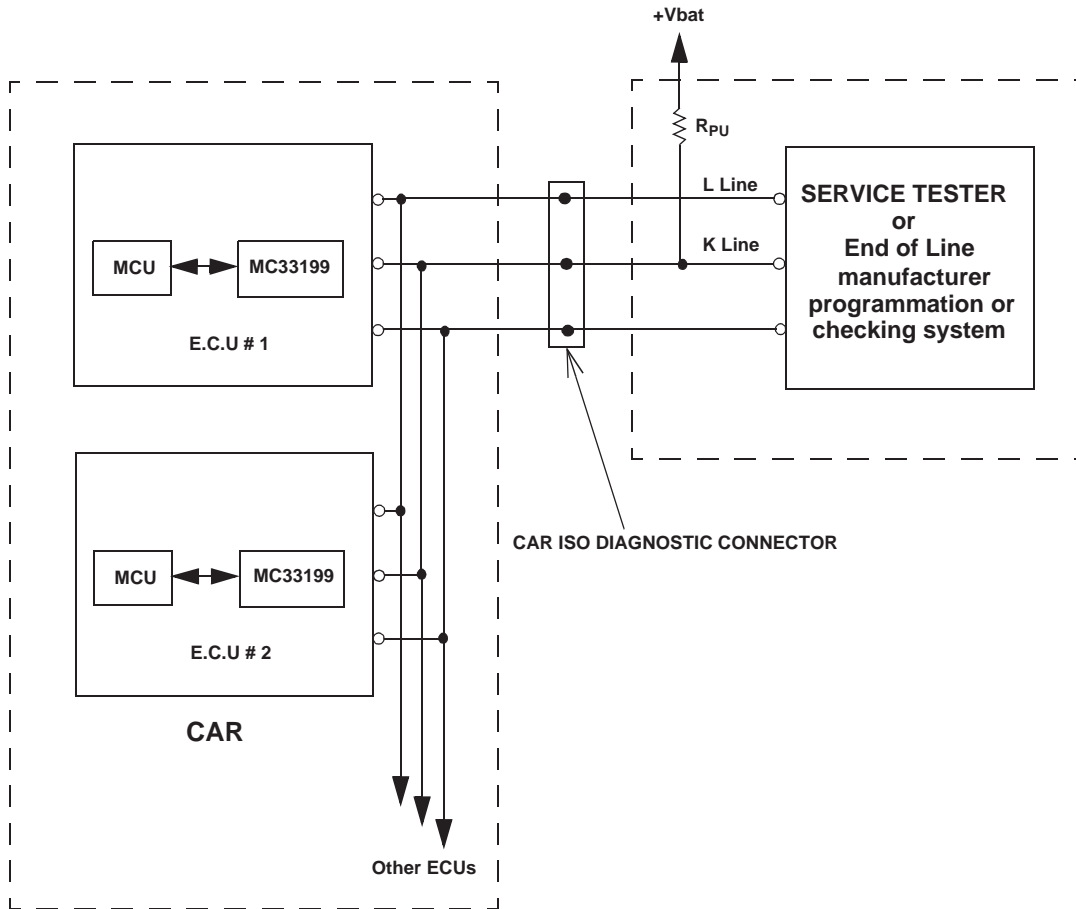 +Vbat
RPU
L Line
K Line
SERVICE TESTER
or
End of Line
manufacturer
programmation or
checking system
MCU
MC33199
E.C.U # 1
CAR ISO DIAGNOSTIC CONNECTOR
MCU
MC33199
E.C.U # 2
CAR
Other ECUs